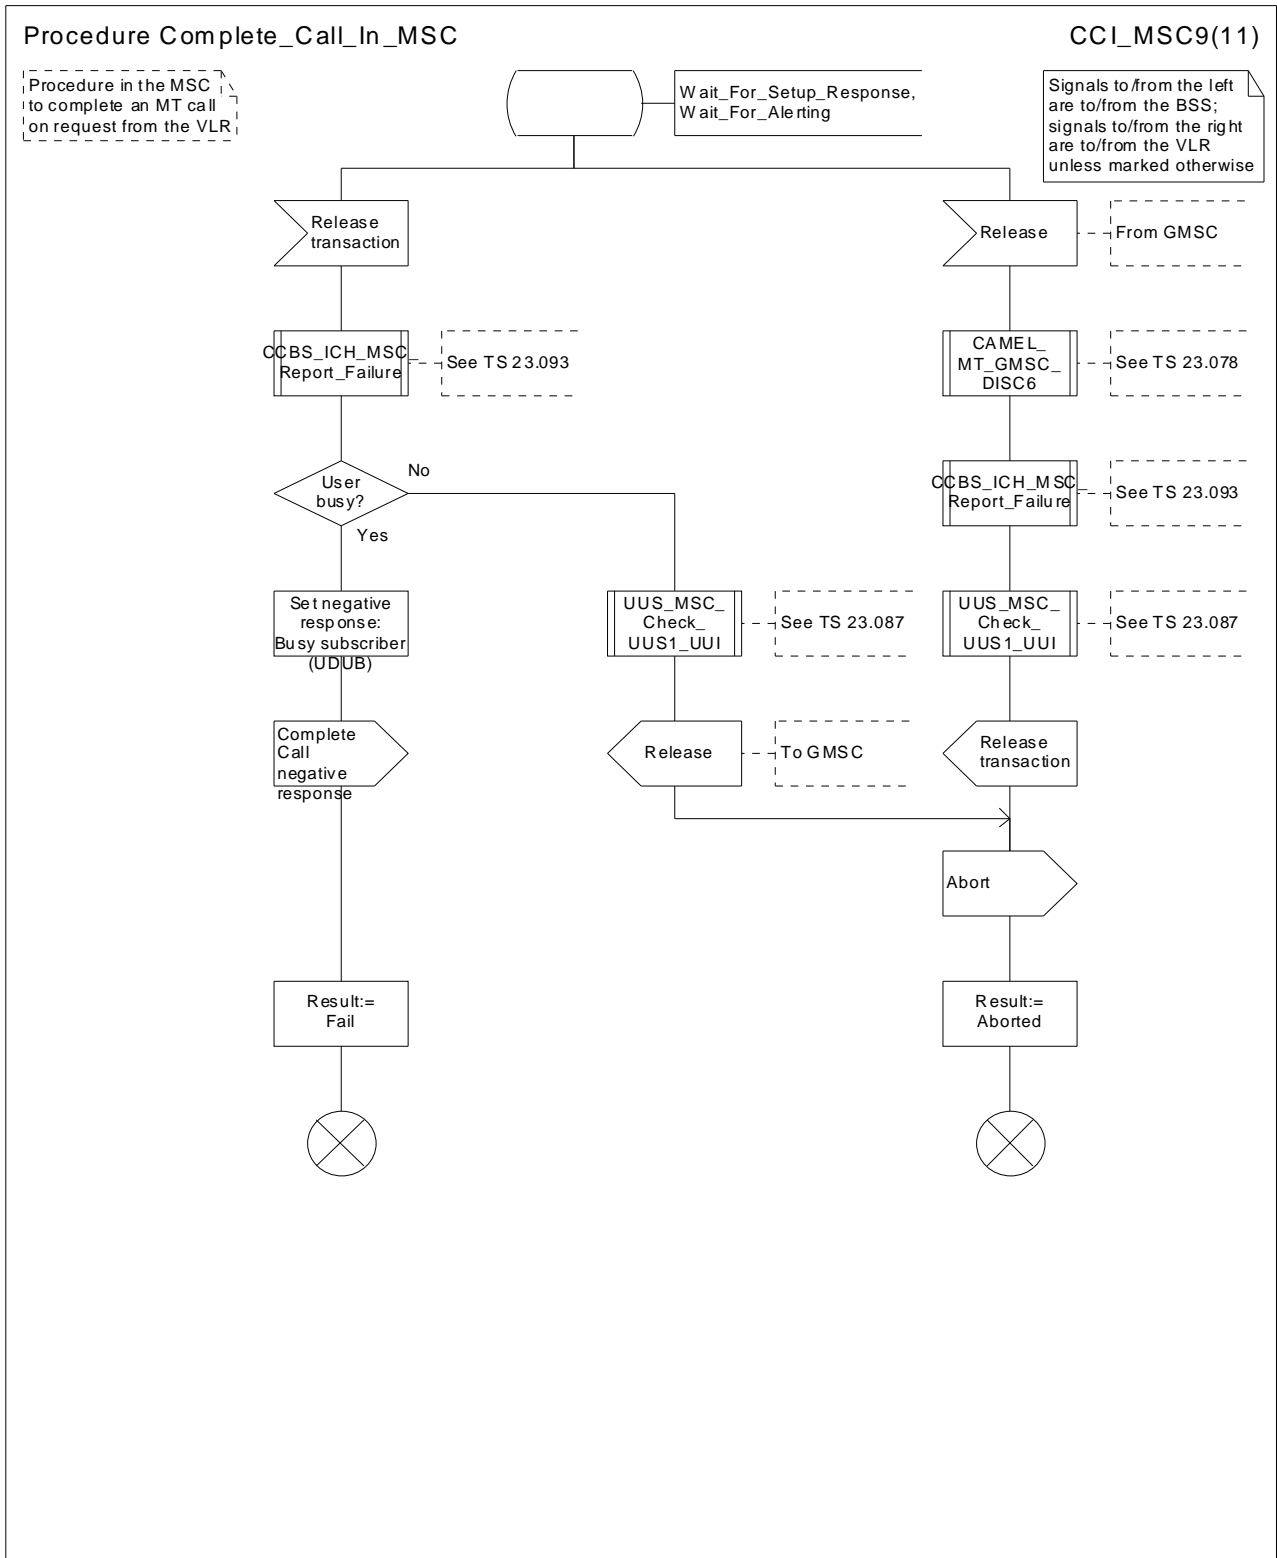 Procedure Complete_Call_In_MSC
CCI_MSC9(11)
Procedure in the MSC
to complete an MT call
on request from the VLR
Wait_For_Setup_Response,
Wait_For_Alerting
Signals to/from the left
are to/from the BSS;
signals to/from the right
are to/from the VLR
unless marked otherwise
Release
transaction
Release
From GMSC
CCBS_ICH_MSC_
Report_Failure
See TS 23.093
CAMEL_
MT_GMSC_
DISC6
See TS 23.078
User
busy?
No
Yes
CCBS_ICH_MSC_
Report_Failure
See TS 23.093
Set negative
response:
Busy subscriber
(UDUB)
UUS_MSC_
Check_
UUS1_UUI
See TS 23.087
UUS_MSC_
Check_
UUS1_UUI
See TS 23.087
Complete
Call
negative
response
Release
To GMSC
Release
transaction
Abort
Result:=
Fail
Result:=
Aborted